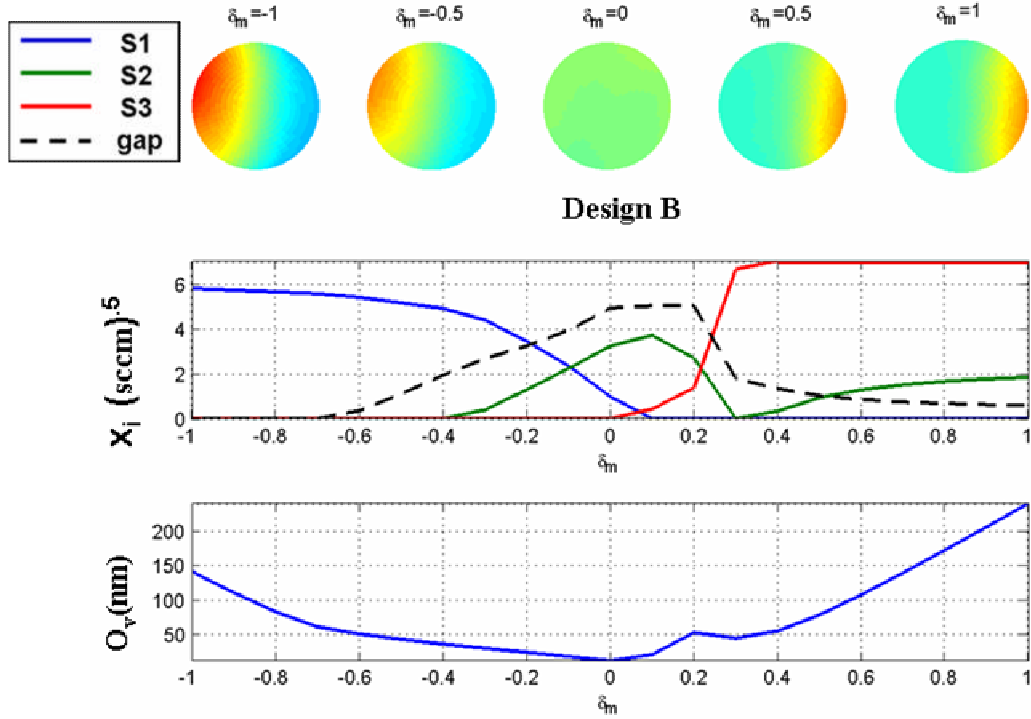 S1
S2
S3
gap
δm=-1
δm=-0.5
δm=0
δm=0.5
δm=1
Design B
Xi (sccm).5
6
4
2
0
-1 -0.8 -0.6 -0.4 -0.2 0 0.2 0.4 0.6 0.8 1
δm
Ov(nm)
200
150
100
50
-1 -0.8 -0.6 -0.4 -0.2 0 0.2 0.4 0.6 0.8 1
δm